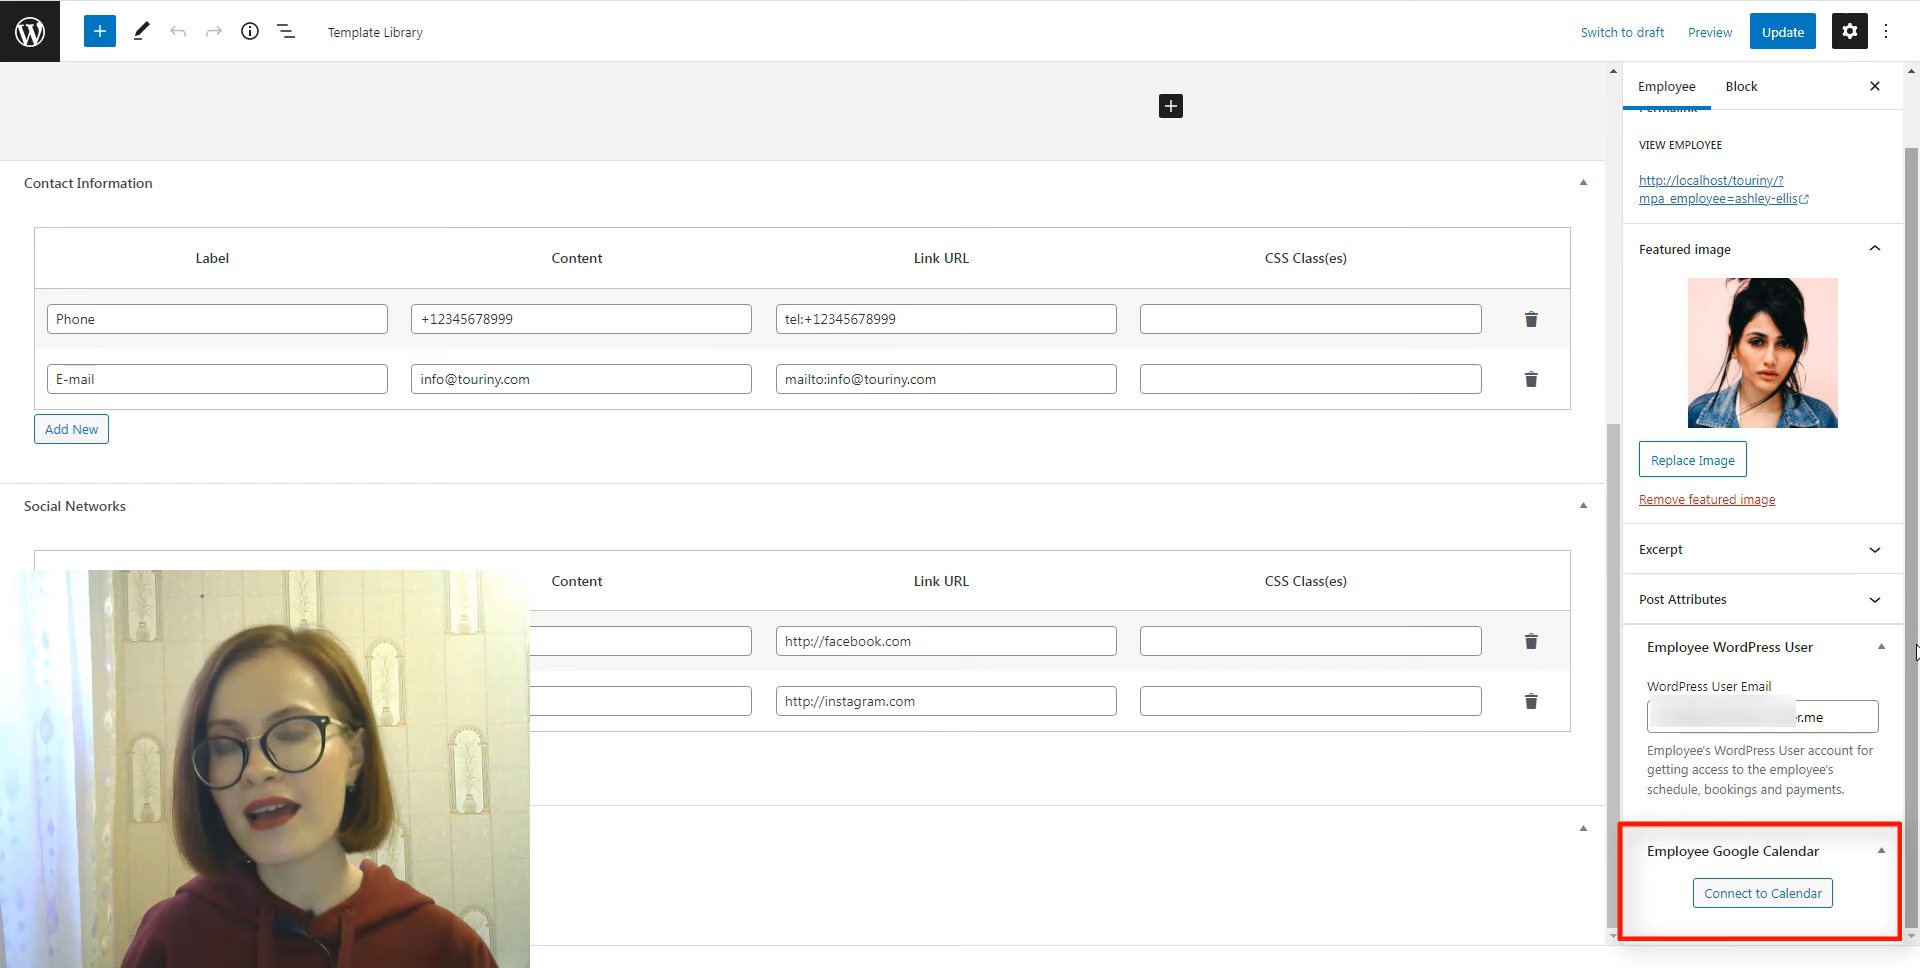 Template Library
Switch to draft
Preview
Update
Employee
Block
VIEW EMPLOYEE
http://localhost/touriny/?
mpa_employee=ashley-ellis
Featured image
Replace Image
Remove featured image
Excerpt
Post Attributes
Employee WordPress User
WordPress User Email
r.me
Employee's WordPress User account for
getting access to the employee's
schedule, bookings and payments.
Employee Google Calendar
Connect to Calendar
Contact Information
Label Content Link URL CSS Class(es)
Phone +12345678999 tel:+12345678999
E-mail info@touriny.com mailto:info@touriny.com
Add New
Social Networks
Content Link URL CSS Class(es)
http://facebook.com
http://instagram.com